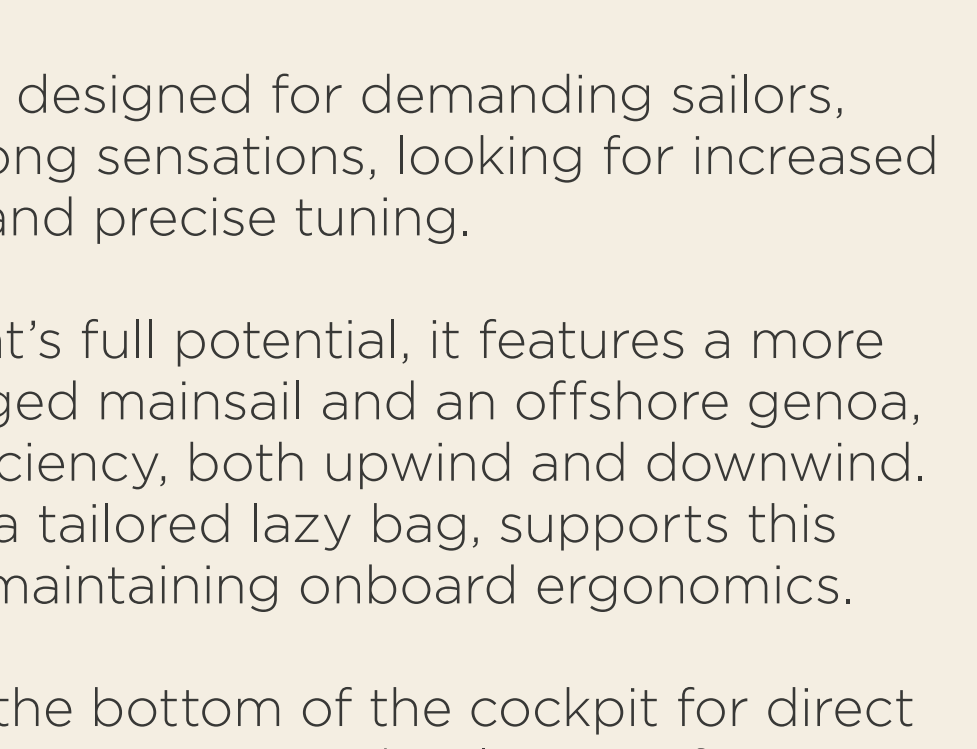 designed for demanding sailors,
ong sensations, looking for increased
and precise tuning.
t's full potential, it features a more
ged mainsail and an offshore genoa,
ciency, both upwind and downwind.
a tailored lazy bag, supports this
maintaining onboard ergonomics.
the bottom of the cockpit for direct